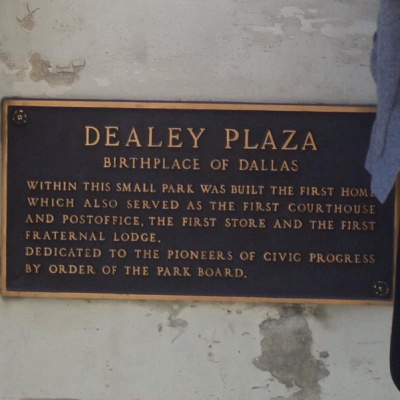 DEALEY PLAZA
BIRTHPLACE OF DALLAS
WITHIN THIS SMALL PARK WAS BUILT THE FIRST HOME
WHICH ALSO SERVED AS THE FIRST COURTHOUSE
AND POSTOFFICE, THE FIRST STORE AND THE FIRST
FRATERNAL LODGE.
DEDICATED TO THE PIONEERS OF CIVIC PROGRESS
BY ORDER OF THE PARK BOARD.